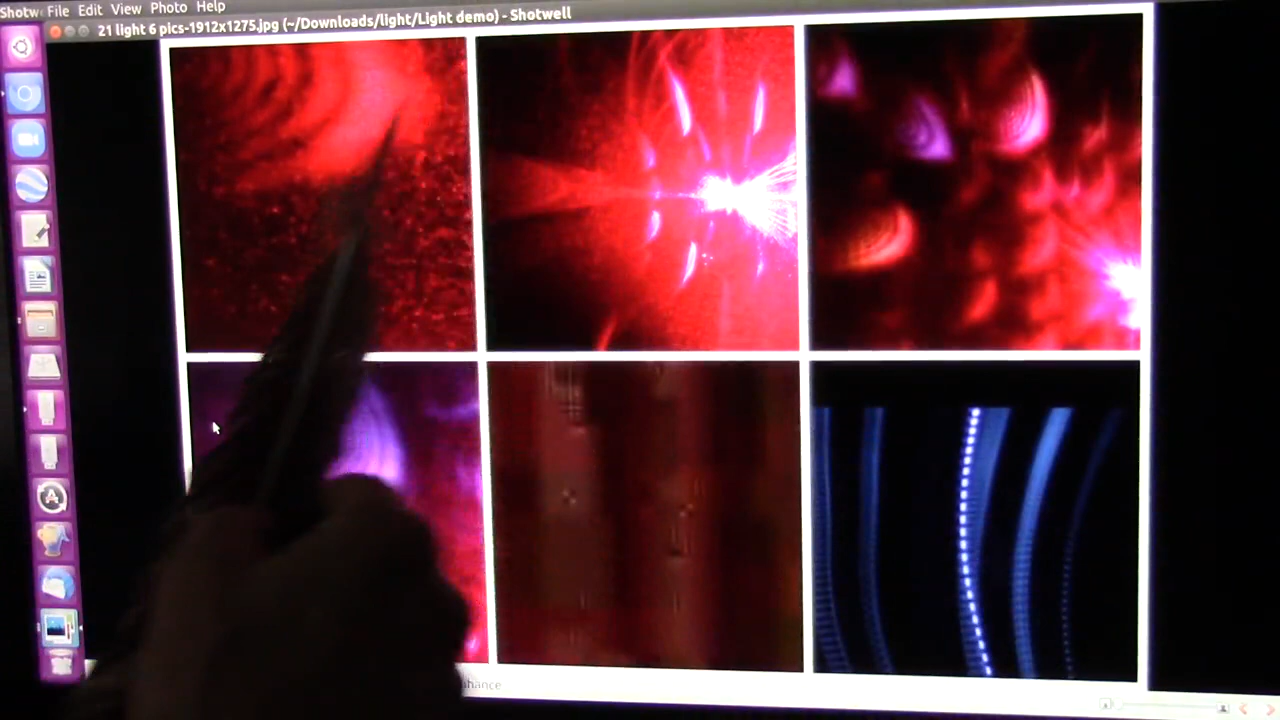 Shotw File Edit View Photo Help
21 light 6 pics-1912x1275.jpg (~/Downloads/light/Light demo) - Shotwell
hance